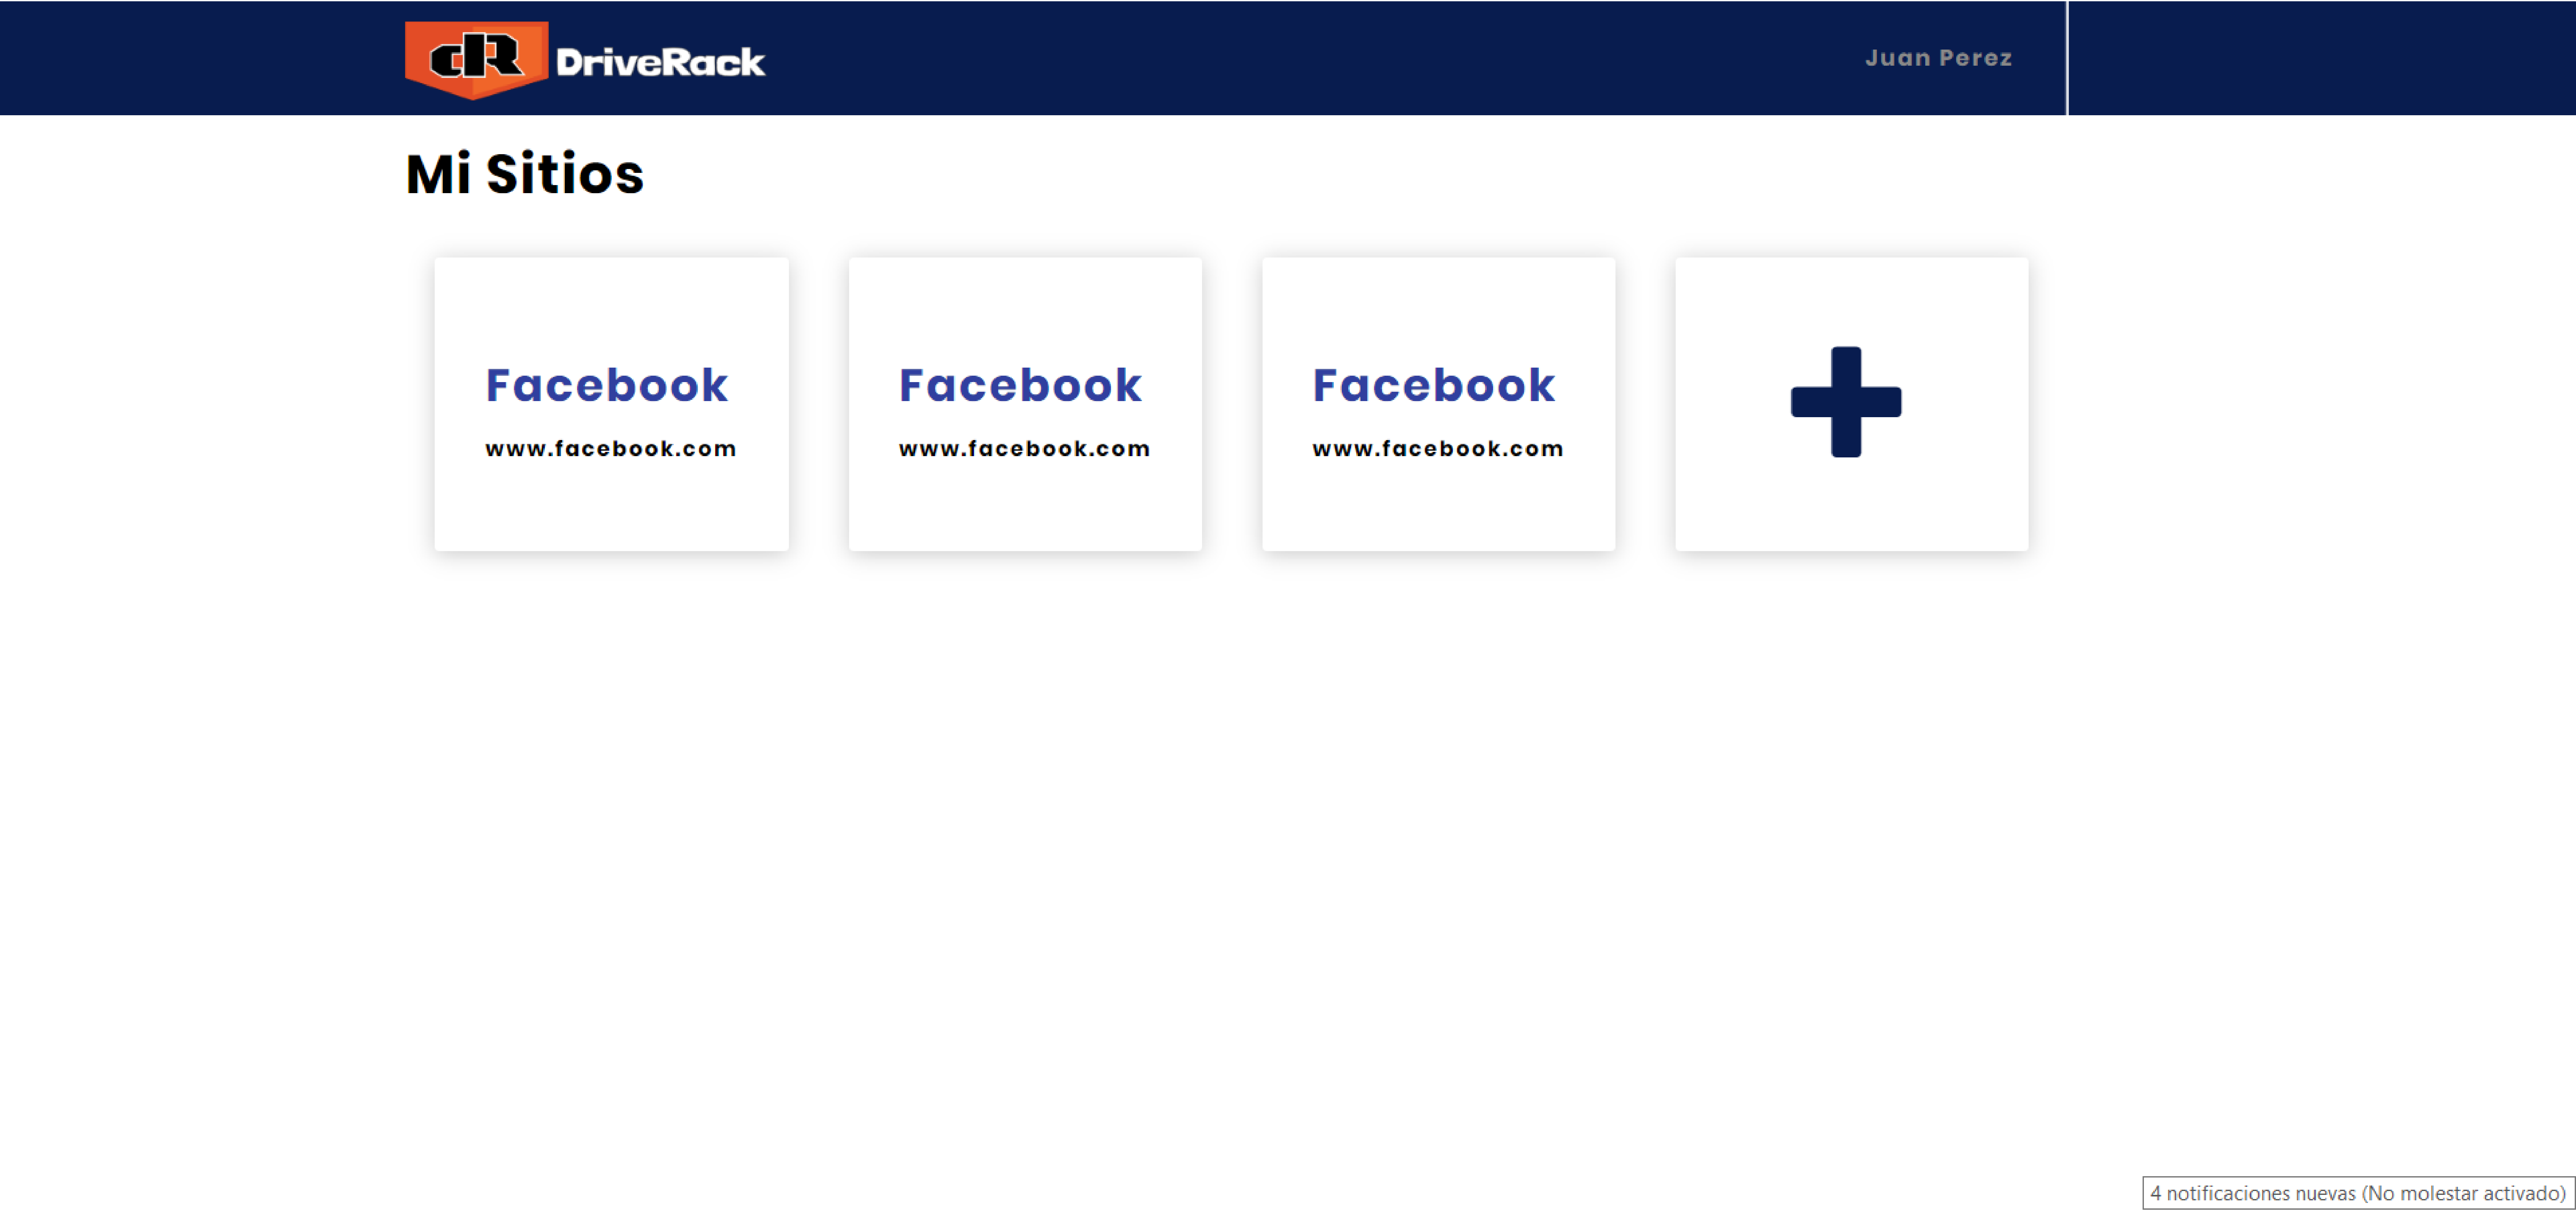 dR DriveRack
Juan Perez
Mi Sitios
Facebook
www.facebook.com
Facebook
www.facebook.com
Facebook
www.facebook.com
4 notificaciones nuevas (No molestar activado)